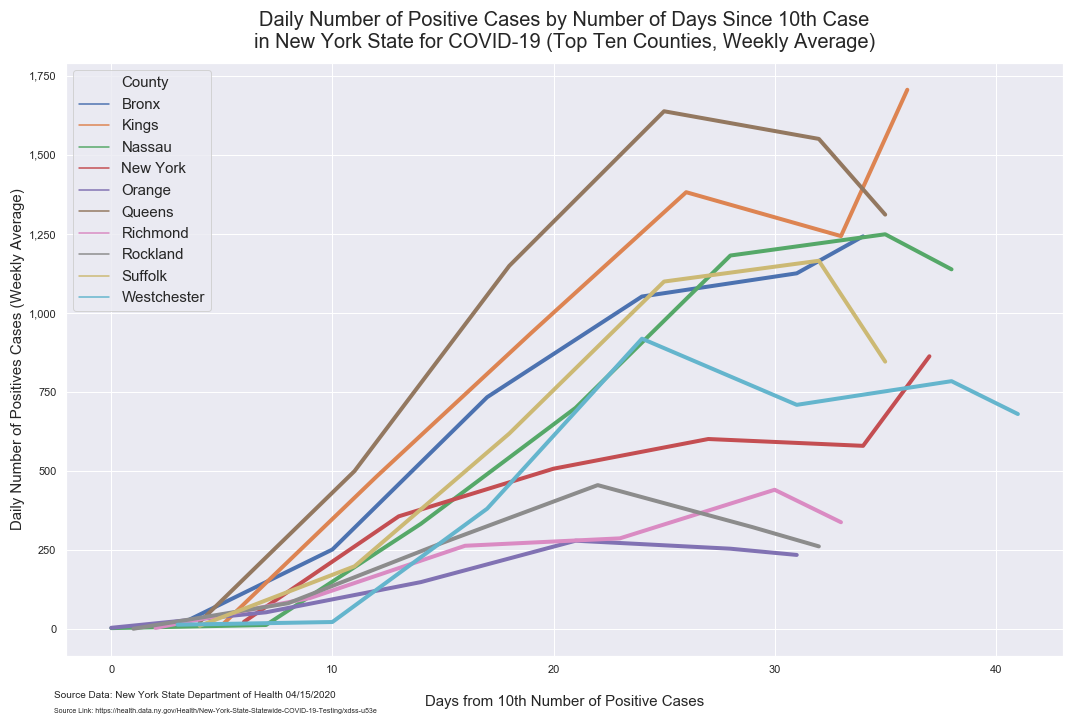 Daily Number of Positive Cases by Number of Days Since 10th Case
in New York State for COVID-19 (Top Ten Counties, Weekly Average)
Daily Number of Positives Cases (Weekly Average)
1,750
1,500
1,250
1,000
750
500
250
0
County
Bronx
Kings
Nassau
New York
Orange
Queens
Richmond
Rockland
Suffolk
Westchester
0
10
20
30
40
Days from 10th Number of Positive Cases
Source Data: New York State Department of Health 04/15/2020
Source Link: https://health.data.ny.gov/Health/New-York-State-Statewide-COVID-19-Testing/xdss-u53e